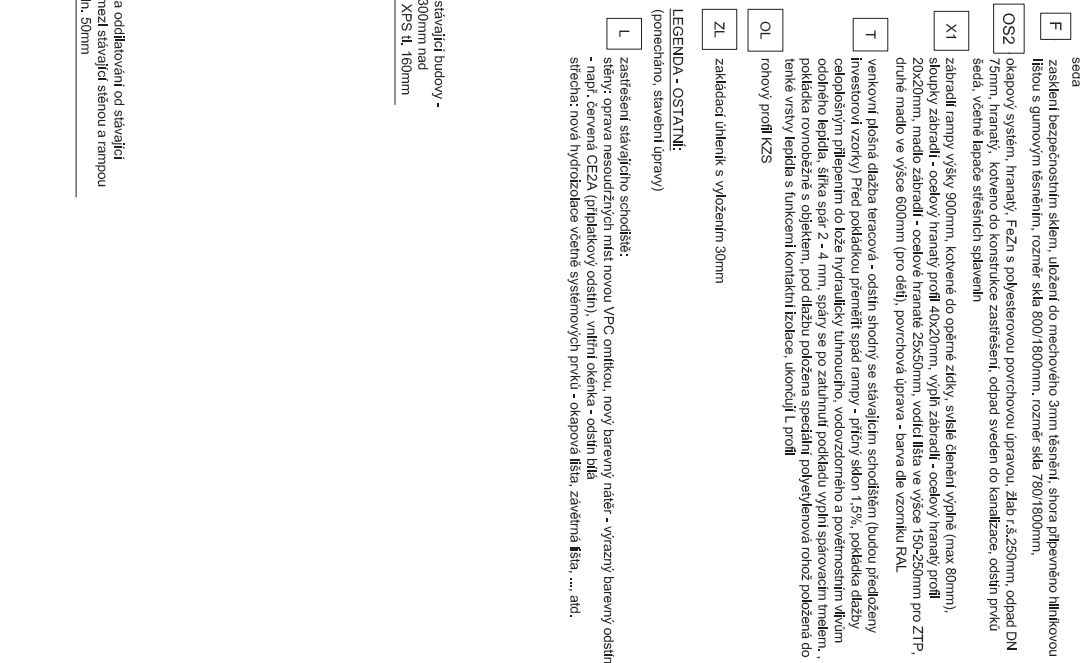 šedá
F
zasklení bezpečnostním sklem, uložení do mechového 3mm těsnění, shora připevněno hliníkovou
lištou s gumovým těsněním, rozměr skla 800/1800mm. rozměr skla 780/1800mm,
OS2
okapový systém, hranatý, FeZn s polyesterovou povrchovou úpravou, žlab r.š.250mm, odpad DN
75mm, hranatý,  kotveno do konstrukce zastřešení, odpad sveden do kanalizace, odstín prvků
šedá, včetně lapače střešních splavenin
X1
zábradlí rampy výšky 900mm, kotvené do opěrné zídky, svislé členění výplně (max 80mm),
sloupky zábradlí - ocelový hranatý profil 40x20mm, výplň zábradlí - ocelový hranatý profil
20x20mm, madlo zábradlí - ocelové hranaté 25x50mm, vodící lišta ve výšce 150-250mm pro ZTP,
druhé madlo ve výšce 600mm (pro děti), povrchová úprava - barva dle vzorníku RAL
T
venkovní plošná dlažba teracová - odstín shodný se stávajícím schodištěm (budou předloženy
investorovi vzorky) Před pokládkou přeměřit spád rampy - příčný sklon 1,5%, pokládka dlažby
celoplošným přilepením do lože hydraulicky tuhnoucího, vodovzdorného a povětrnostním vlivům
odolného lepidla, šířka spár 2 - 4 mm, spáry se po zatuhnutí podkladu vyplní spárovacím tmelem. ,
pokládka rovnoběžně s objektem, pod dlažbu položena speciální polyetylenová rohož položená do
tenké vrstvy lepidla s funkcemi kontaktní izolace, ukončují L profil
OL
rohový profil KZS
ZL
zakládací úhleník s vyložením 30mm
LEGENDA - OSTATNÍ:
(ponecháno, stavební úpravy)
L
zastřešení stávajícího schodiště:
stěny: oprava nesoudržných míst novou VPC omítkou, nový barevný nátěr - výrazný barevný odstín
- např. červená CE2A (příplatkový odstín), vnitřní okénka - odstín bílá
střecha: nová hydroizolace včetně systémových prvků - okapová lišta, závětrná lišta, ..., atd.
stávající budovy -
300mm nad
XPS tl. 160mm
a oddilatování od stávající
mezi stávající stěnou a rampou
ln. 50mm